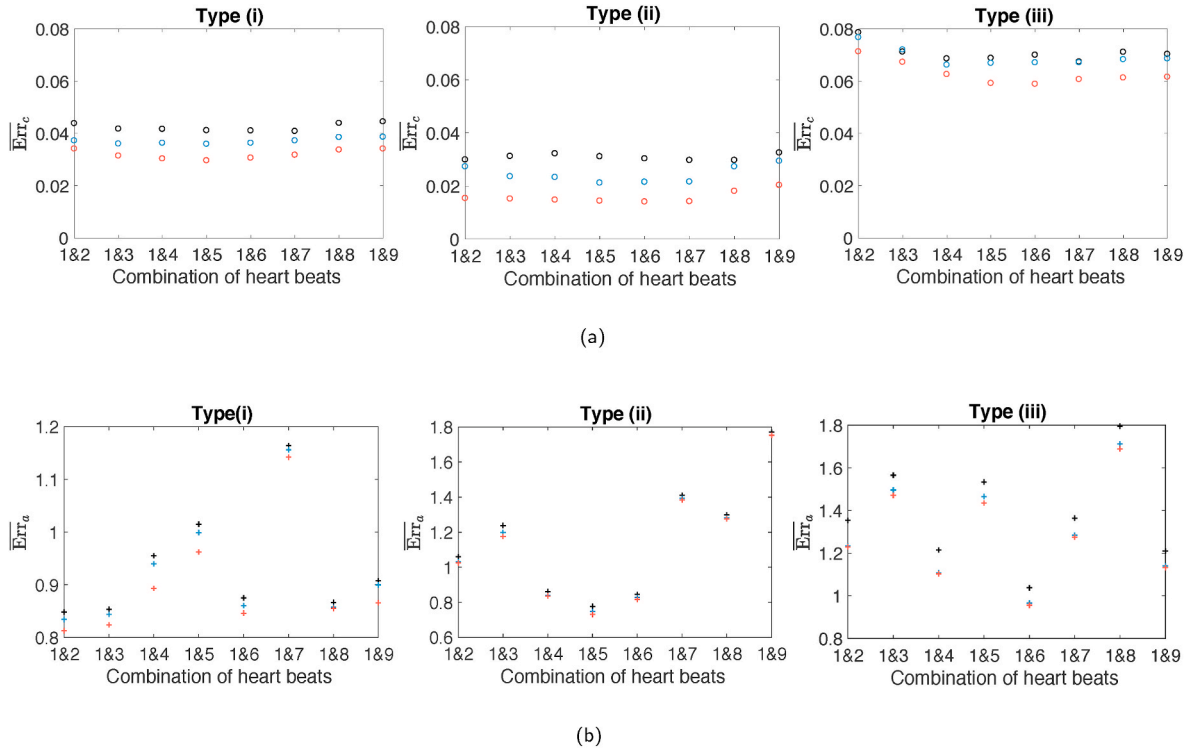 Type (i)
0.08
0.06
0.04
0.02
0
Err_c
1&2 1&3 1&4 1&5 1&6 1&7 1&8 1&9
Combination of heart beats
Type (ii)
0.08
0.06
0.04
0.02
0
Err_c
1&2 1&3 1&4 1&5 1&6 1&7 1&8 1&9
Combination of heart beats
Type (iii)
0.08
0.06
0.04
0.02
0
Err_c
1&2 1&3 1&4 1&5 1&6 1&7 1&8 1&9
Combination of heart beats
(a)
Type(i)
1.2
1.1
1
0.9
0.8
Err_a
1&2 1&3 1&4 1&5 1&6 1&7 1&8 1&9
Combination of heart beats
Type (ii)
1.8
1.6
1.4
1.2
1
0.8
0.6
Err_a
1&2 1&3 1&4 1&5 1&6 1&7 1&8 1&9
Combination of heart beats
Type (iii)
1.8
1.6
1.4
1.2
1
0.8
Err_a
1&2 1&3 1&4 1&5 1&6 1&7 1&8 1&9
Combination of heart beats
(b)